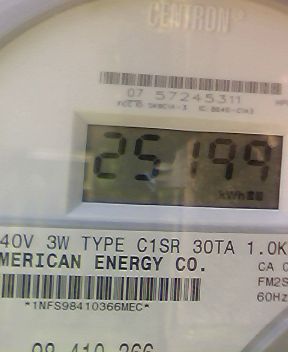 CENTRON
07 57245311
25199
kWh
40V 3W TYPE C1SR 30TA 1.0K
MERICAN ENERGY CO.
CA 0
FM2S
60Hz
*1NFS98410366MEC*
98 410 366